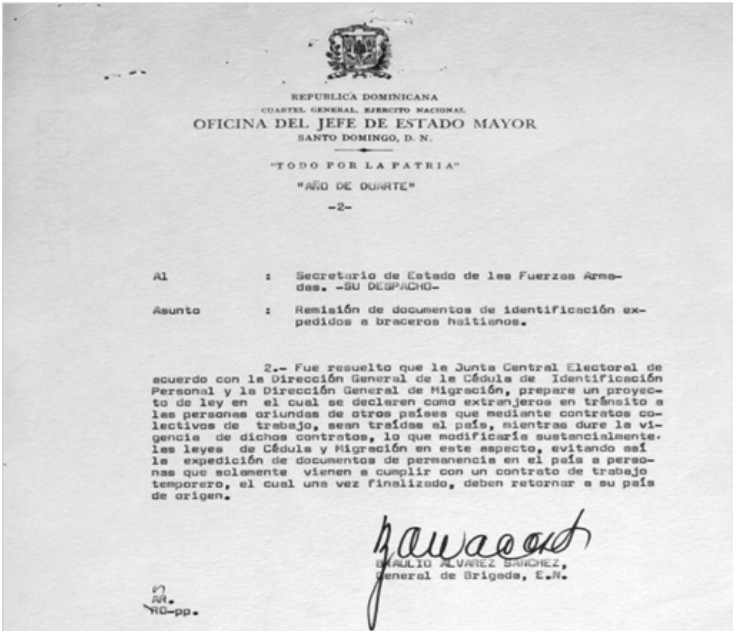 REPUBLICA DOMINICANA
CUARTEL GENERAL, EJERCITO NACIONAL
OFICINA DEL JEFE DE ESTADO MAYOR
SANTO DOMINGO, D. N.
"TODO POR LA PATRIA"
"AÑO DE DUARTE"
-2-
Al : Secretario de Estado de las Fuerzas Arma-
das. -SU DESPACHO-
Asunto : Remisión de documentos de identificación ex-
pedidos a braceros haitianos.
2.- Fue resuelto que la Junta Central Electoral de
acuerdo con la Dirección General de la Cédula de Identificación
Personal y la Dirección General de Migración, prepare un proyec-
to de ley en el cual se declaren como extranjeros en tránsito a
las personas oriundas de otros países que mediante contratos co-
lectivos de trabajo, sean traídas al país, mientras dure la vi-
gencia de dichos contratos, lo que modificaría sustancialmente
las leyes de Cédula y Migración en este aspecto, evitando así
la expedición de documentos de permanencia en el país a perso-
nas que solamente vienen a cumplir con un contrato de trabajo
temporero, el cual una vez finalizado, deben retornar a su país
de origen.
BRAULIO ALVAREZ SANCHEZ,
General de Brigada, E.N.
AR.
RO-pp.